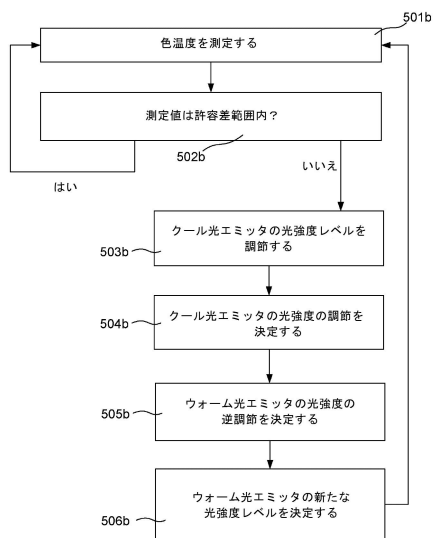 501b
色温度を測定する
測定値は許容差範囲内?
502b
はい
いいえ
クール光エミッタの光強度レベルを
調節する
503b
クール光エミッタの光強度の調節を
決定する
504b
ウォーム光エミッタの光強度の
逆調節を決定する
505b
ウォーム光エミッタの新たな
光強度レベルを決定する
506b